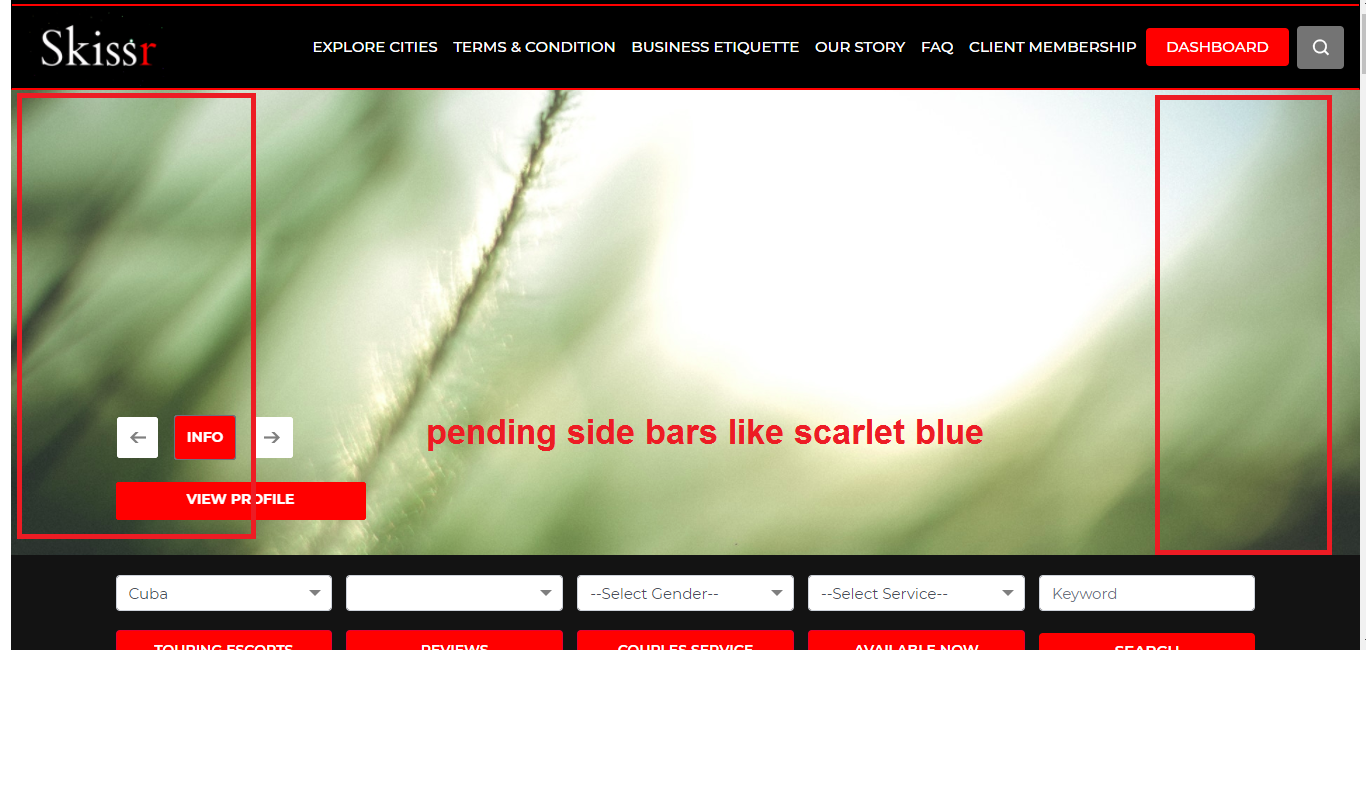 Skissr
EXPLORE CITIES TERMS & CONDITION BUSINESS ETIQUETTE OUR STORY FAQ CLIENT MEMBERSHIP DASHBOARD
pending side bars like scarlet blue
INFO
VIEW PROFILE
Cuba --Select Gender-- --Select Service-- Keyword
TOURING ESCORTS REVIEWS COUPLES SERVICE AVAILABLE NOW SEARCH